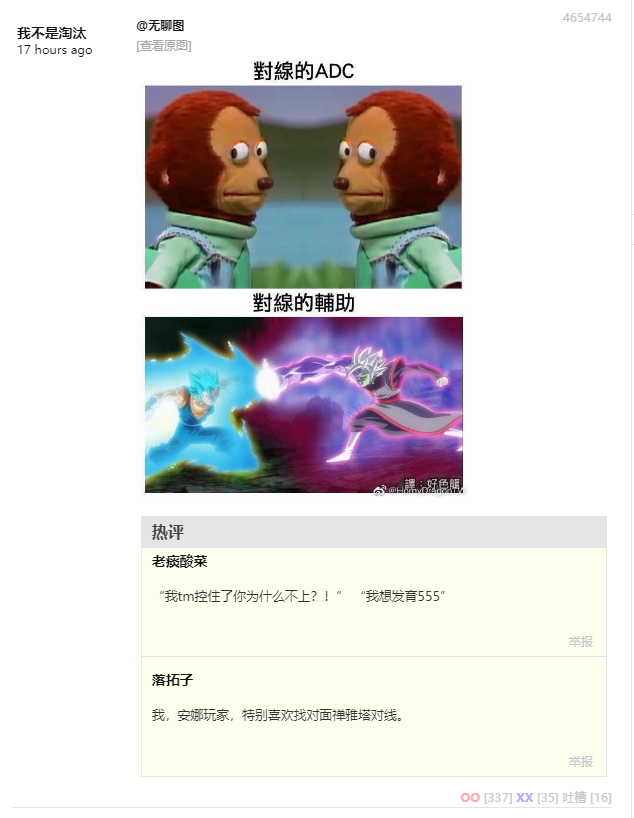 4654744
我不是淘汰
17 hours ago
@无聊图
[查看原图]
對線的ADC
對線的輔助
譯：好色龍
@HornyDragonTW
热评
老痰酸菜
“我tm控住了你为什么不上？！” “我想发育555”
举报
落拓子
我，安娜玩家，特别喜欢找对面禅雅塔对线。
举报
OO [337] XX [35] 吐槽 [16]